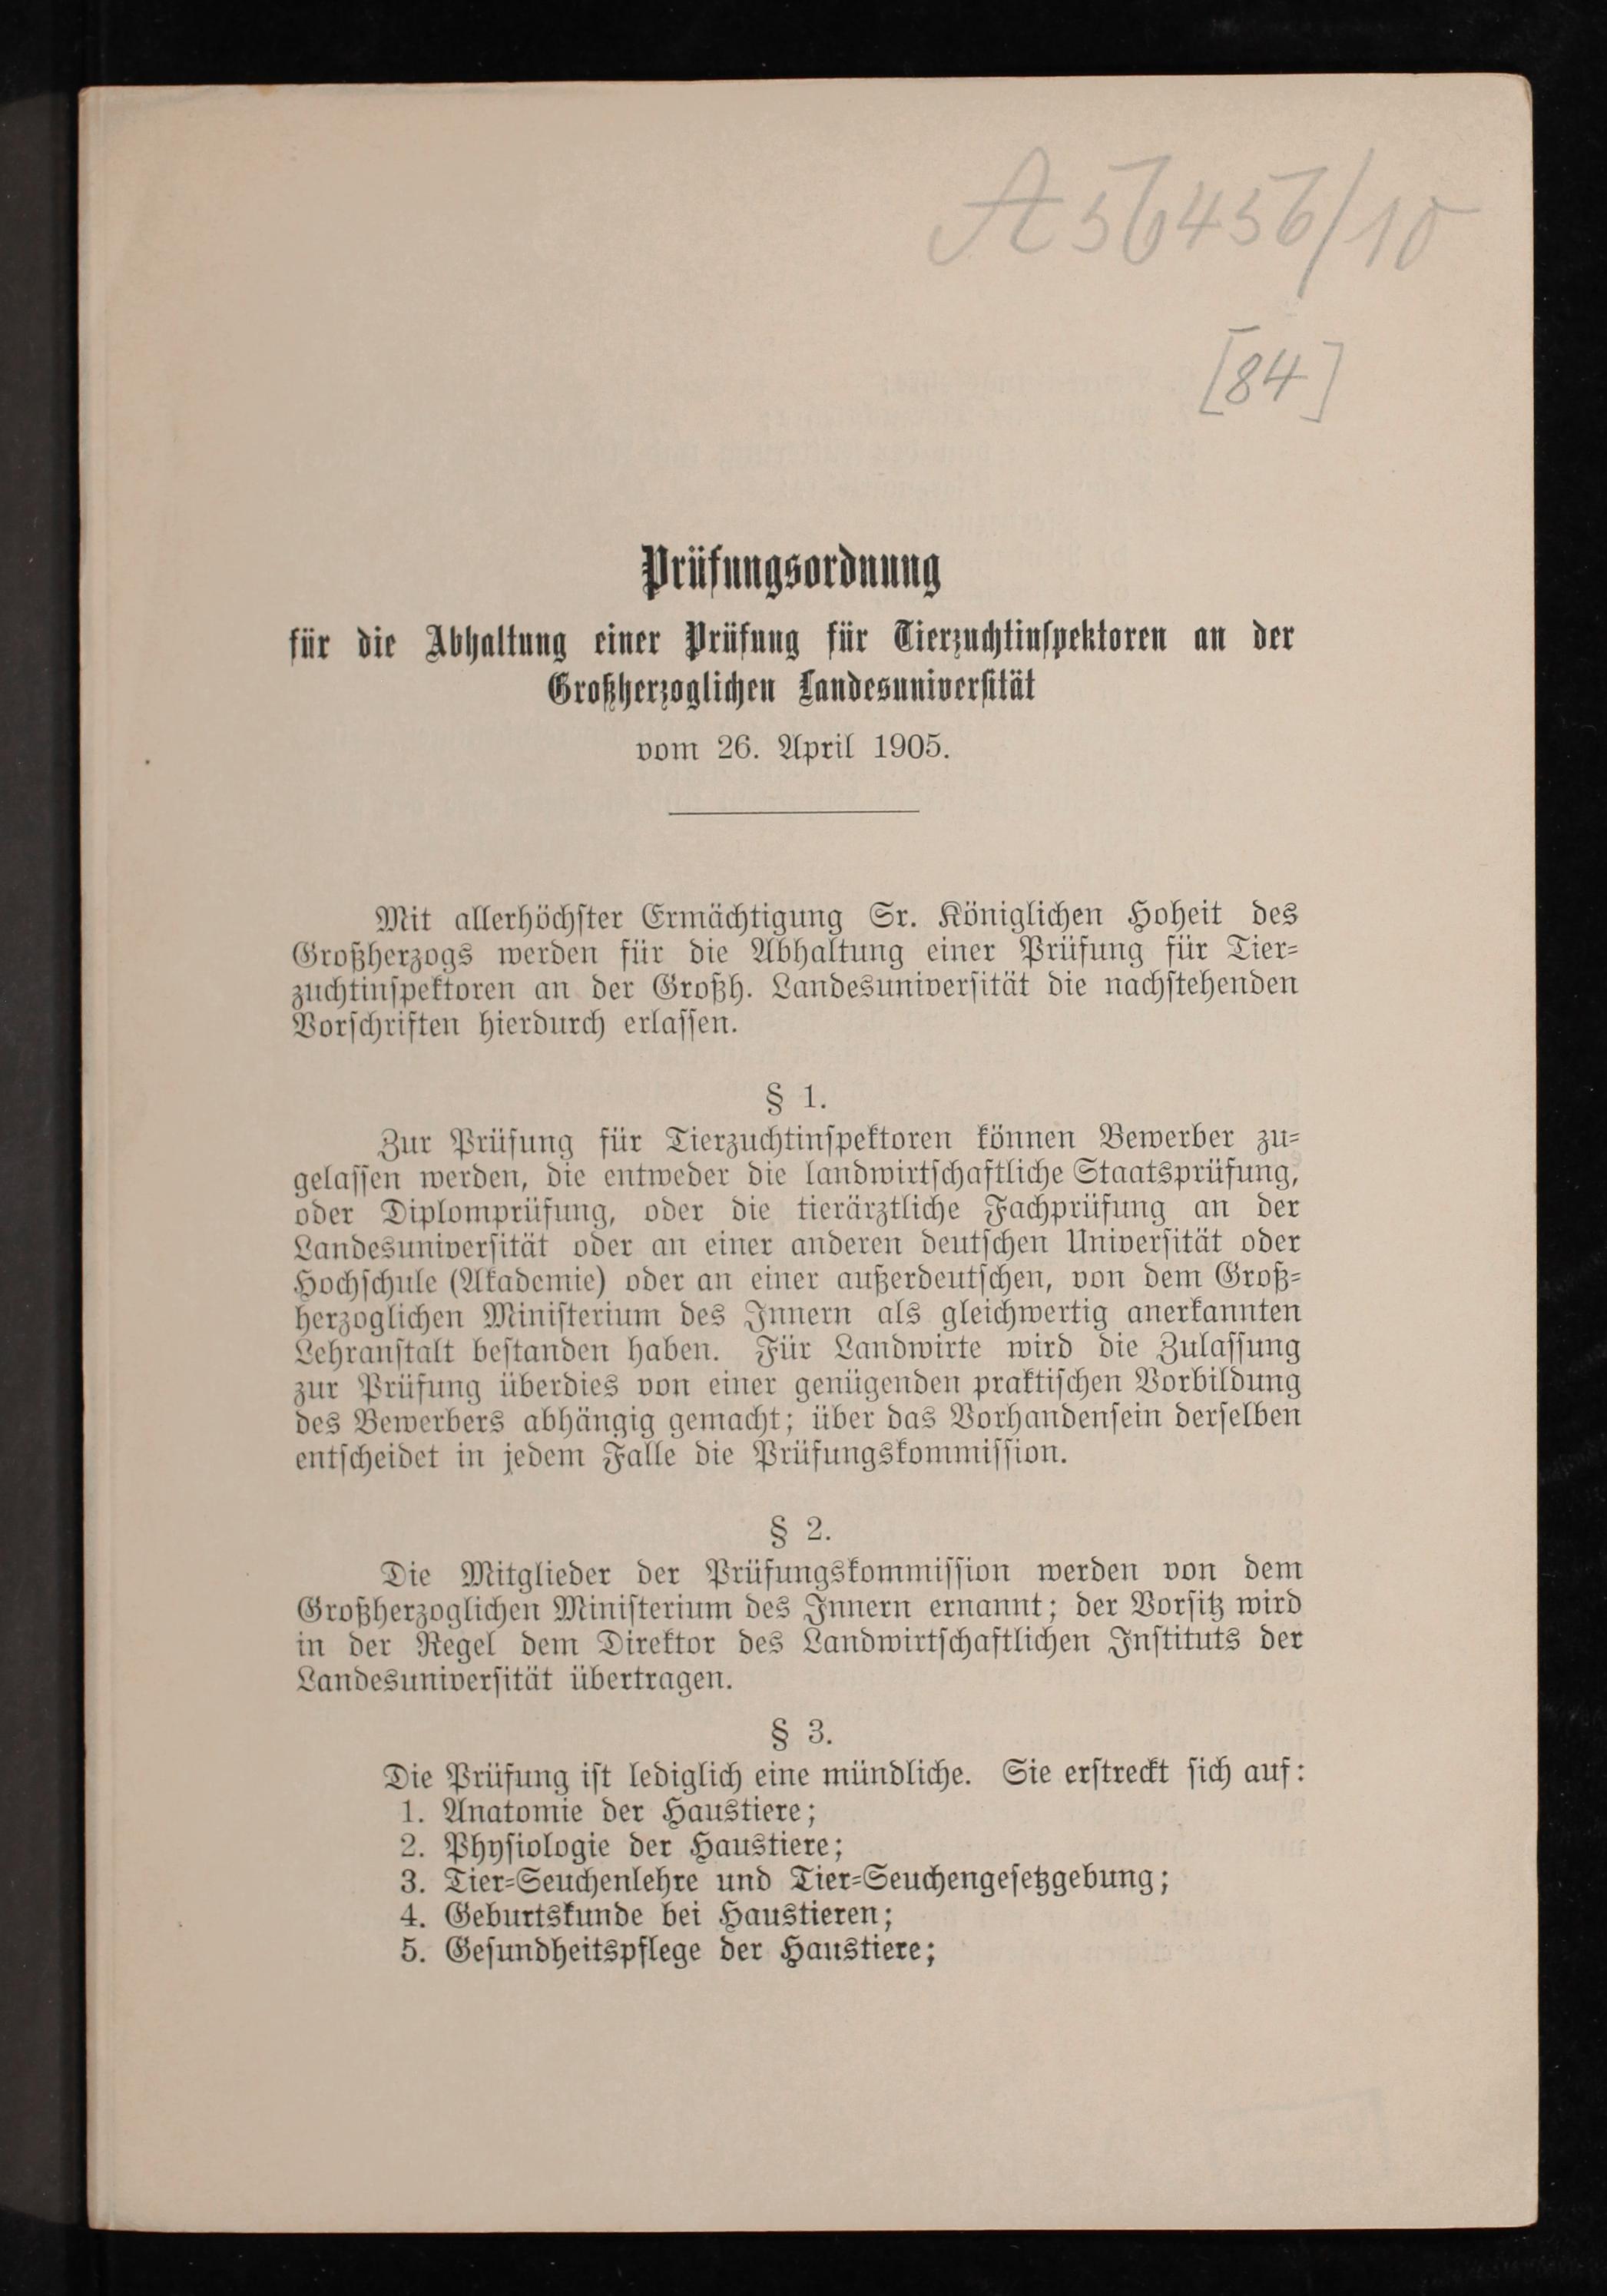 A 56456/10
[84]
Prüfungsordnung
für die Abhaltung einer Prüfung für Tierzuchtinspektoren an der
Großherzoglichen Landesuniversität
vom 26. April 1905.
Mit allerhöchster Ermächtigung Sr. Königlichen Hoheit des
Großherzogs werden für die Abhaltung einer Prüfung für Tier-
zuchtinspektoren an der Großh. Landesuniversität die nachstehenden
Vorschriften hierdurch erlassen.
§ 1.
Zur Prüfung für Tierzuchtinspektoren können Bewerber zu-
gelassen werden, die entweder die landwirtschaftliche Staatsprüfung,
oder Diplomprüfung, oder die tierärztliche Fachprüfung an der
Landesuniversität oder an einer anderen deutschen Universität oder
Hochschule (Akademie) oder an einer außerdeutschen, von dem Groß-
herzoglichen Ministerium des Innern als gleichwertig anerkannten
Lehranstalt bestanden haben. Für Landwirte wird die Zulassung
zur Prüfung überdies von einer genügenden praktischen Vorbildung
des Bewerbers abhängig gemacht; über das Vorhandensein derselben
entscheidet in jedem Falle die Prüfungskommission.
§ 2.
Die Mitglieder der Prüfungskommission werden von dem
Großherzoglichen Ministerium des Innern ernannt; der Vorsitz wird
in der Regel dem Direktor des Landwirtschaftlichen Instituts der
Landesuniversität übertragen.
§ 3.
Die Prüfung ist lediglich eine mündliche. Sie erstreckt sich auf:
1. Anatomie der Haustiere;
2. Physiologie der Haustiere;
3. Tier-Seuchenlehre und Tier-Seuchengesetzgebung;
4. Geburtskunde bei Haustieren;
5. Gesundheitspflege der Haustiere;